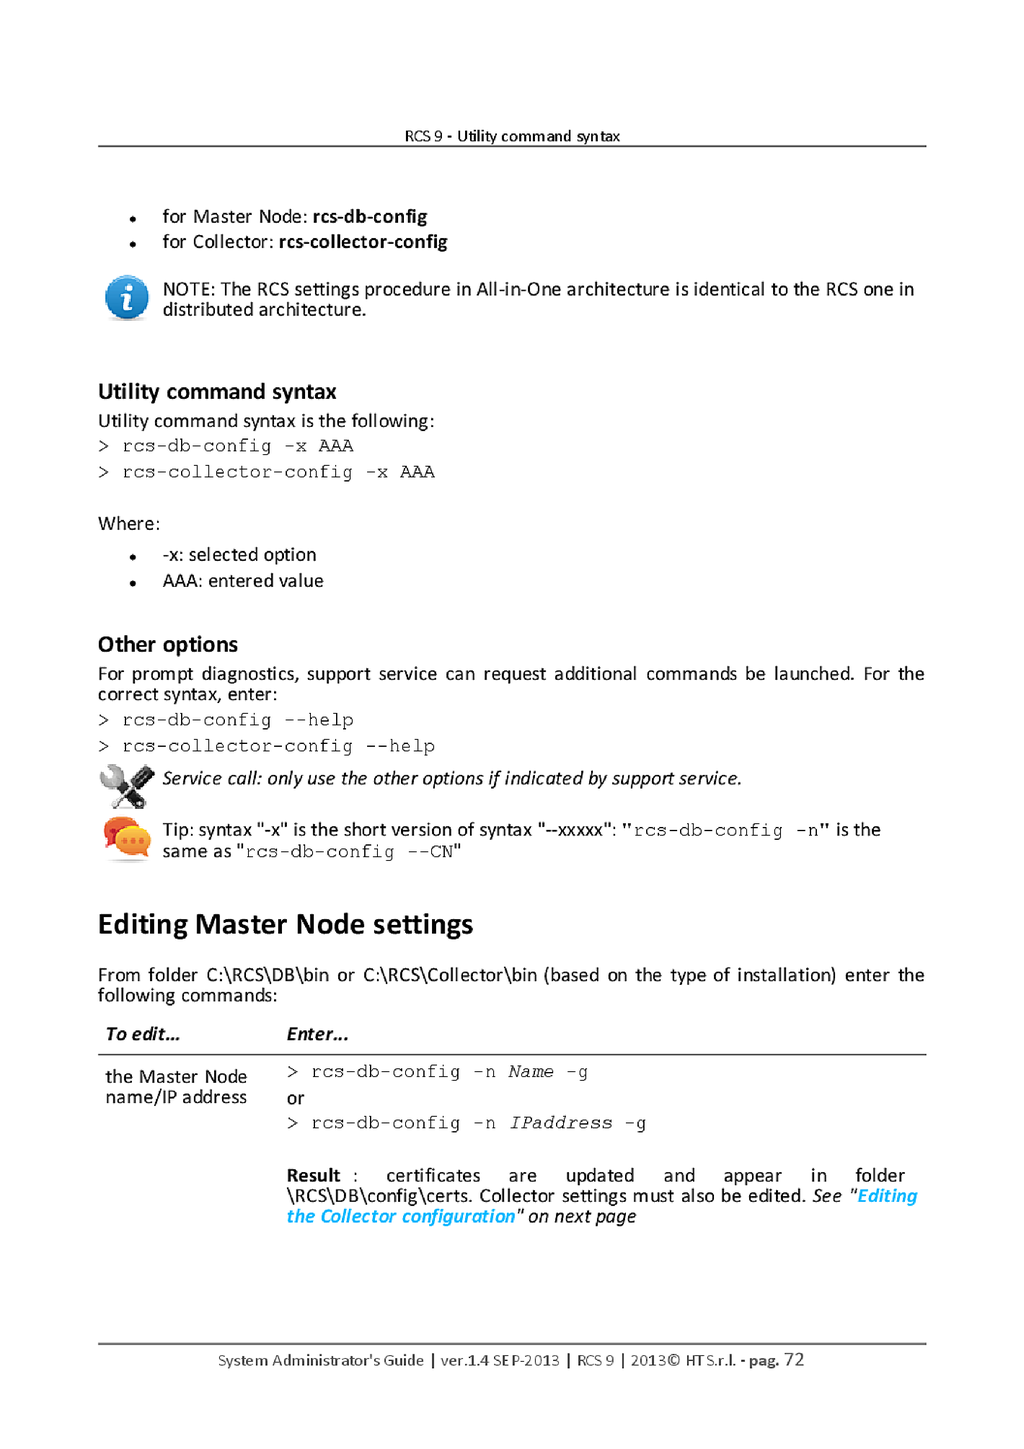 RCS 9 - Utility command syntax
• for Master Node: rcs-db-config
• for Collector: rcs-collector-config
NOTE: The RCS settings procedure in All-in-One architecture is identical to the RCS one in
distributed architecture.
Utility command syntax
Utility command syntax is the following:
> rcs-db-config -x AAA
> rcs-collector-config -x AAA
Where:
• -x: selected option
• AAA: entered value
Other options
For prompt diagnostics, support service can request additional commands be launched. For the
correct syntax, enter:
> rcs-db-config --help
> rcs-collector-config --help
Service call: only use the other options if indicated by support service.
Tip: syntax "-x" is the short version of syntax "--xxxxx": "rcs-db-config -n" is the
same as "rcs-db-config --CN"
Editing Master Node settings
From folder C:\RCS\DB\bin or C:\RCS\Collector\bin (based on the type of installation) enter the
following commands:
To edit... Enter...
the Master Node
name/IP address
> rcs-db-config -n Name -g
or
> rcs-db-config -n IPaddress -g
Result : certificates are updated and appear in folder
\RCS\DB\config\certs. Collector settings must also be edited. See "Editing
the Collector configuration" on next page
System Administrator's Guide | ver.1.4 SEP-2013 | RCS 9 | 2013© HT S.r.l. - pag. 72